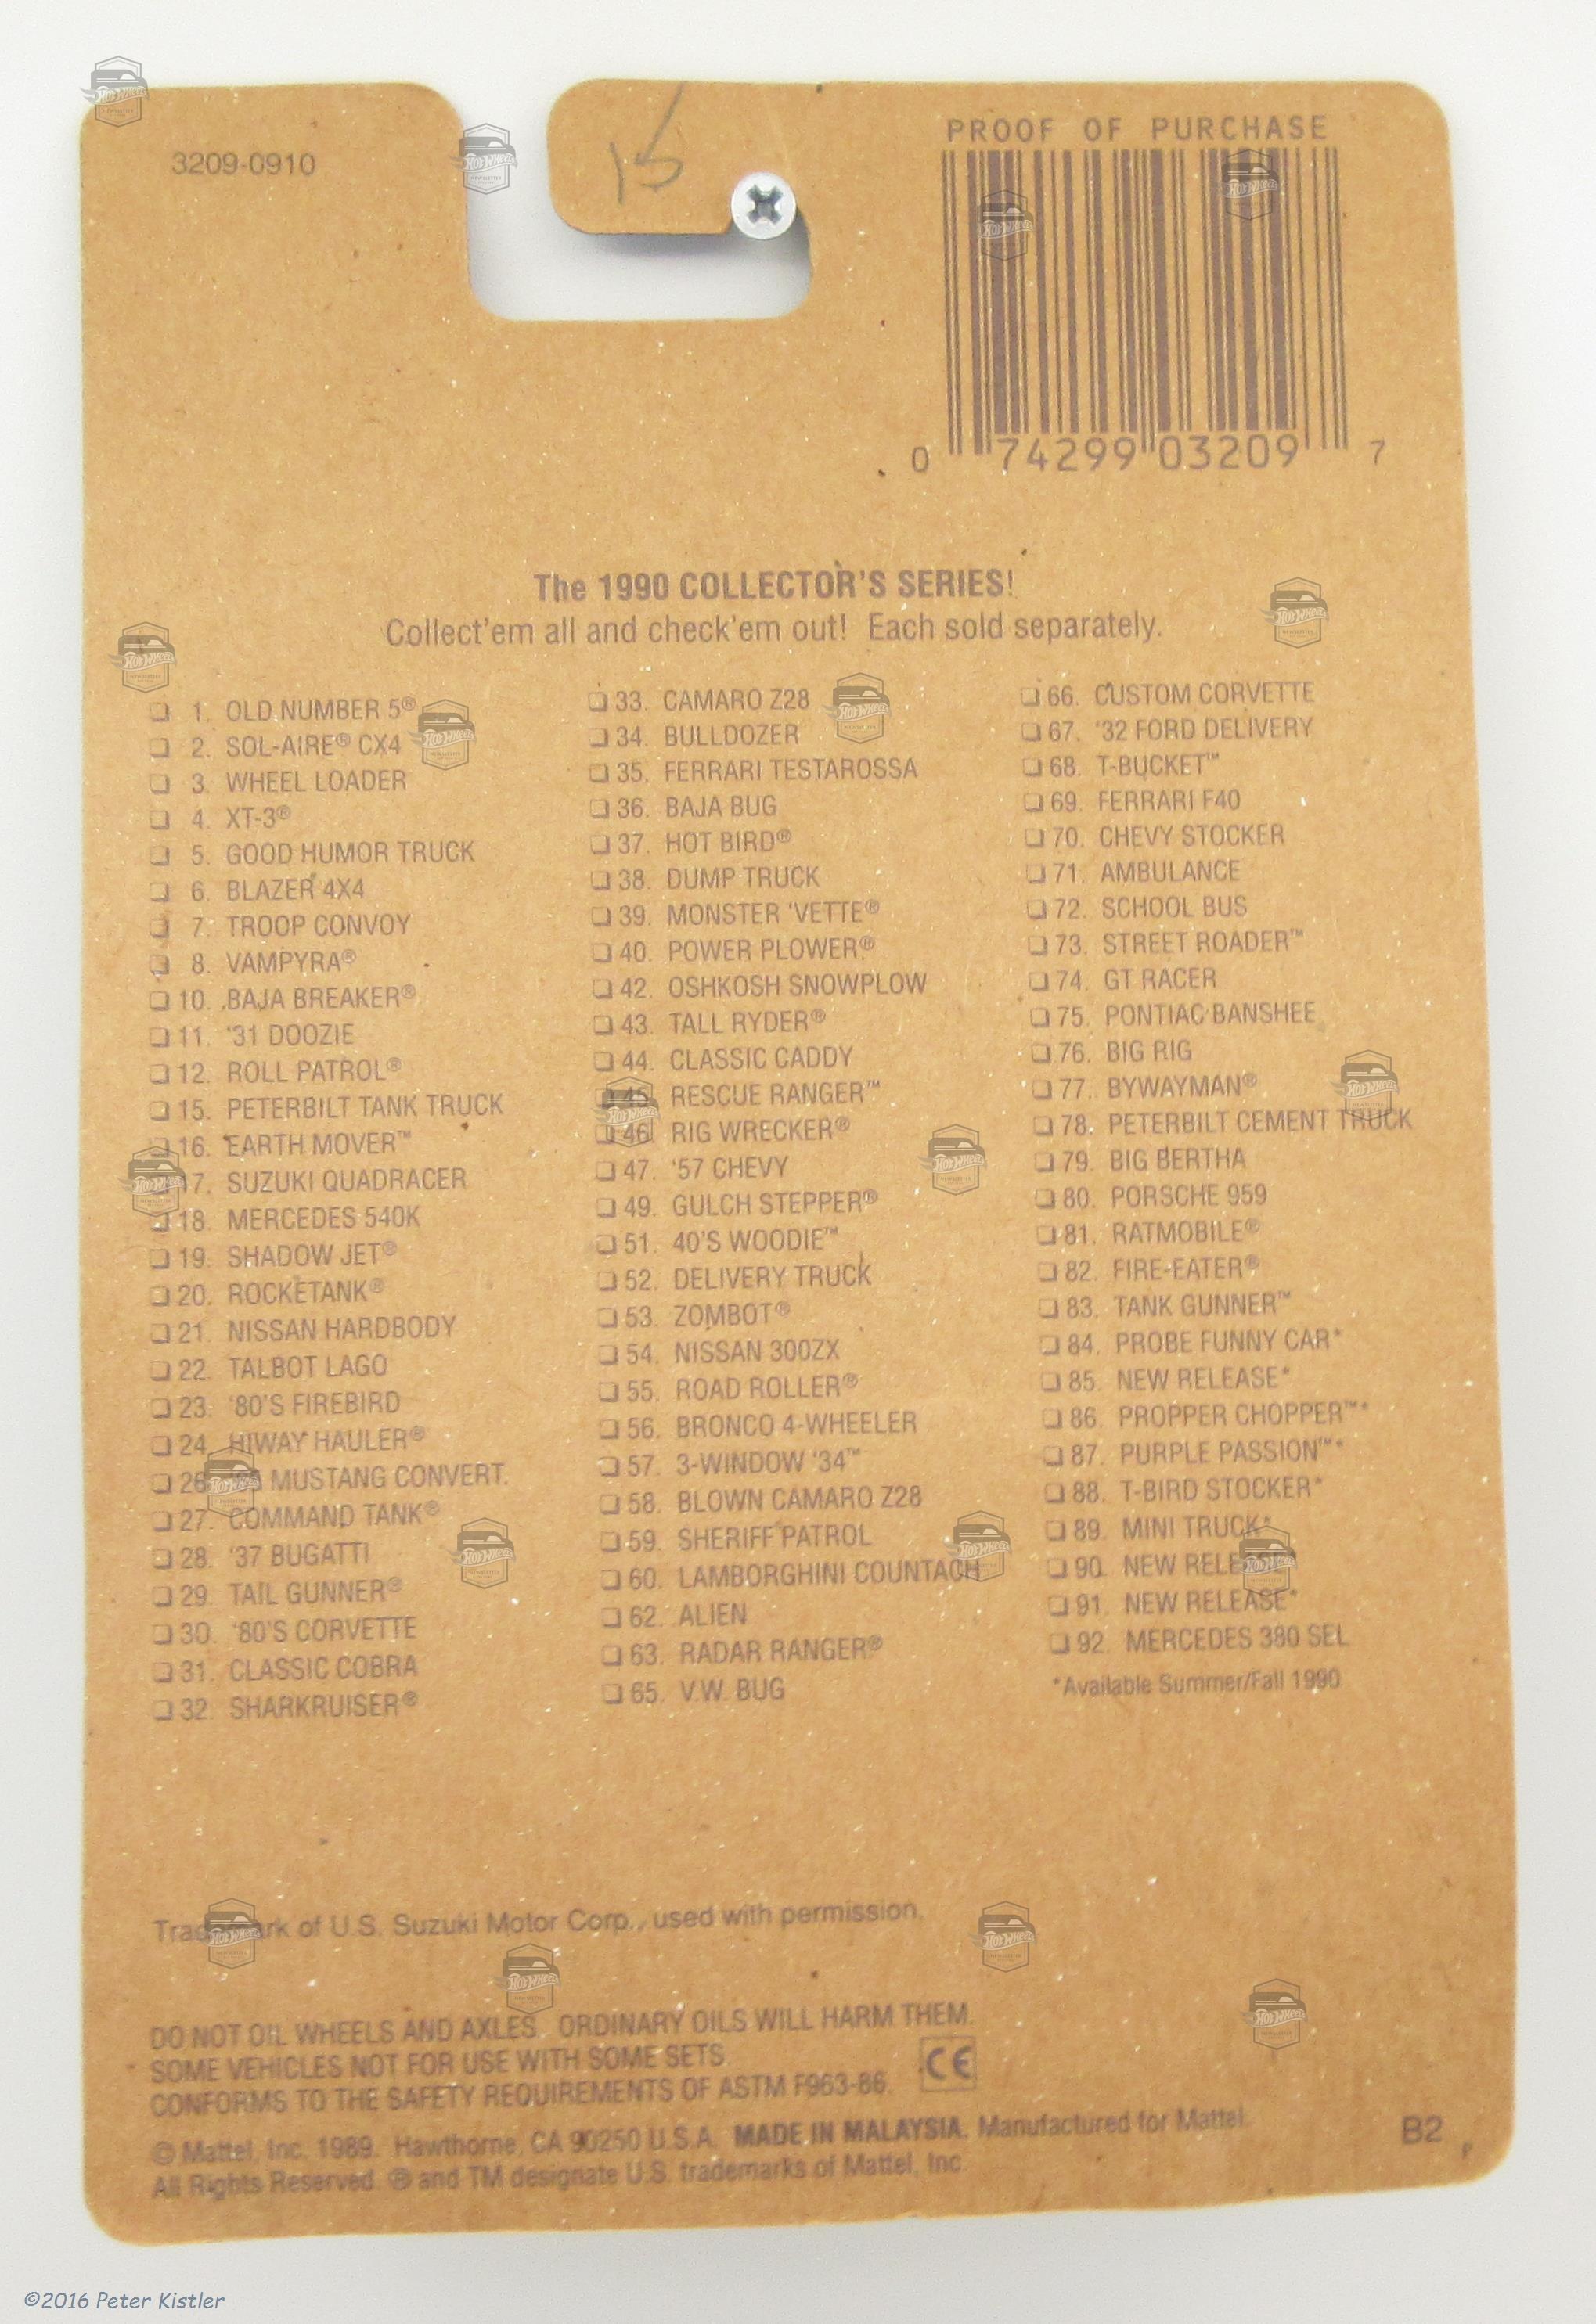 3209-0910
15
PROOF OF PURCHASE
0 74299 03209 7
The 1990 COLLECTOR'S SERIES!
Collect'em all and check'em out! Each sold separately.
❏ 1. OLD NUMBER 5®
❏ 2. SOL-AIRE® CX4
❏ 3. WHEEL LOADER
❏ 4. XT-3®
❏ 5. GOOD HUMOR TRUCK
❏ 6. BLAZER 4X4
❏ 7. TROOP CONVOY
❏ 8. VAMPYRA®
❏ 10. BAJA BREAKER®
❏ 11. '31 DOOZIE
❏ 12. ROLL PATROL®
❏ 15. PETERBILT TANK TRUCK
❏ 16. EARTH MOVER™
❏ 17. SUZUKI QUADRACER
❏ 18. MERCEDES 540K
❏ 19. SHADOW JET®
❏ 20. ROCKETANK®
❏ 21. NISSAN HARDBODY
❏ 22. TALBOT LAGO
❏ 23. '80'S FIREBIRD
❏ 24. HIWAY HAULER®
❏ 26. MUSTANG CONVERT.
❏ 27. COMMAND TANK®
❏ 28. '37 BUGATTI
❏ 29. TAIL GUNNER®
❏ 30. '80'S CORVETTE
❏ 31. CLASSIC COBRA
❏ 32. SHARKRUISER®
❏ 33. CAMARO Z28
❏ 34. BULLDOZER
❏ 35. FERRARI TESTAROSSA
❏ 36. BAJA BUG
❏ 37. HOT BIRD®
❏ 38. DUMP TRUCK
❏ 39. MONSTER 'VETTE®
❏ 40. POWER PLOWER®
❏ 42. OSHKOSH SNOWPLOW
❏ 43. TALL RYDER®
❏ 44. CLASSIC CADDY
❏ 45. RESCUE RANGER™
❏ 46. RIG WRECKER®
❏ 47. '57 CHEVY
❏ 49. GULCH STEPPER®
❏ 51. 40'S WOODIE™
❏ 52. DELIVERY TRUCK
❏ 53. ZOMBOT®
❏ 54. NISSAN 300ZX
❏ 55. ROAD ROLLER®
❏ 56. BRONCO 4-WHEELER
❏ 57. 3-WINDOW '34™
❏ 58. BLOWN CAMARO Z28
❏ 59. SHERIFF PATROL
❏ 60. LAMBORGHINI COUNTACH
❏ 62. ALIEN
❏ 63. RADAR RANGER®
❏ 65. V.W. BUG
❏ 66. CUSTOM CORVETTE
❏ 67. '32 FORD DELIVERY
❏ 68. T-BUCKET™
❏ 69. FERRARI F40
❏ 70. CHEVY STOCKER
❏ 71. AMBULANCE
❏ 72. SCHOOL BUS
❏ 73. STREET ROADER™
❏ 74. GT RACER
❏ 75. PONTIAC BANSHEE
❏ 76. BIG RIG
❏ 77. BYWAYMAN®
❏ 78. PETERBILT CEMENT TRUCK
❏ 79. BIG BERTHA
❏ 80. PORSCHE 959
❏ 81. RATMOBILE®
❏ 82. FIRE-EATER®
❏ 83. TANK GUNNER™
❏ 84. PROBE FUNNY CAR*
❏ 85. NEW RELEASE*
❏ 86. PROPPER CHOPPER™*
❏ 87. PURPLE PASSION™*
❏ 88. T-BIRD STOCKER*
❏ 89. MINI TRUCK*
❏ 90. NEW RELEASE*
❏ 91. NEW RELEASE*
❏ 92. MERCEDES 380 SEL
*Available Summer/Fall 1990
Trademark of U.S. Suzuki Motor Corp., used with permission.
DO NOT OIL WHEELS AND AXLES. ORDINARY OILS WILL HARM THEM.
SOME VEHICLES NOT FOR USE WITH SOME SETS.
CONFORMS TO THE SAFETY REQUIREMENTS OF ASTM F963-86. CE
© Mattel, Inc. 1989. Hawthorne, CA 90250 U.S.A. MADE IN MALAYSIA. Manufactured for Mattel.
All Rights Reserved. ® and TM designate U.S. trademarks of Mattel, Inc.
B2
©2016 Peter Kistler